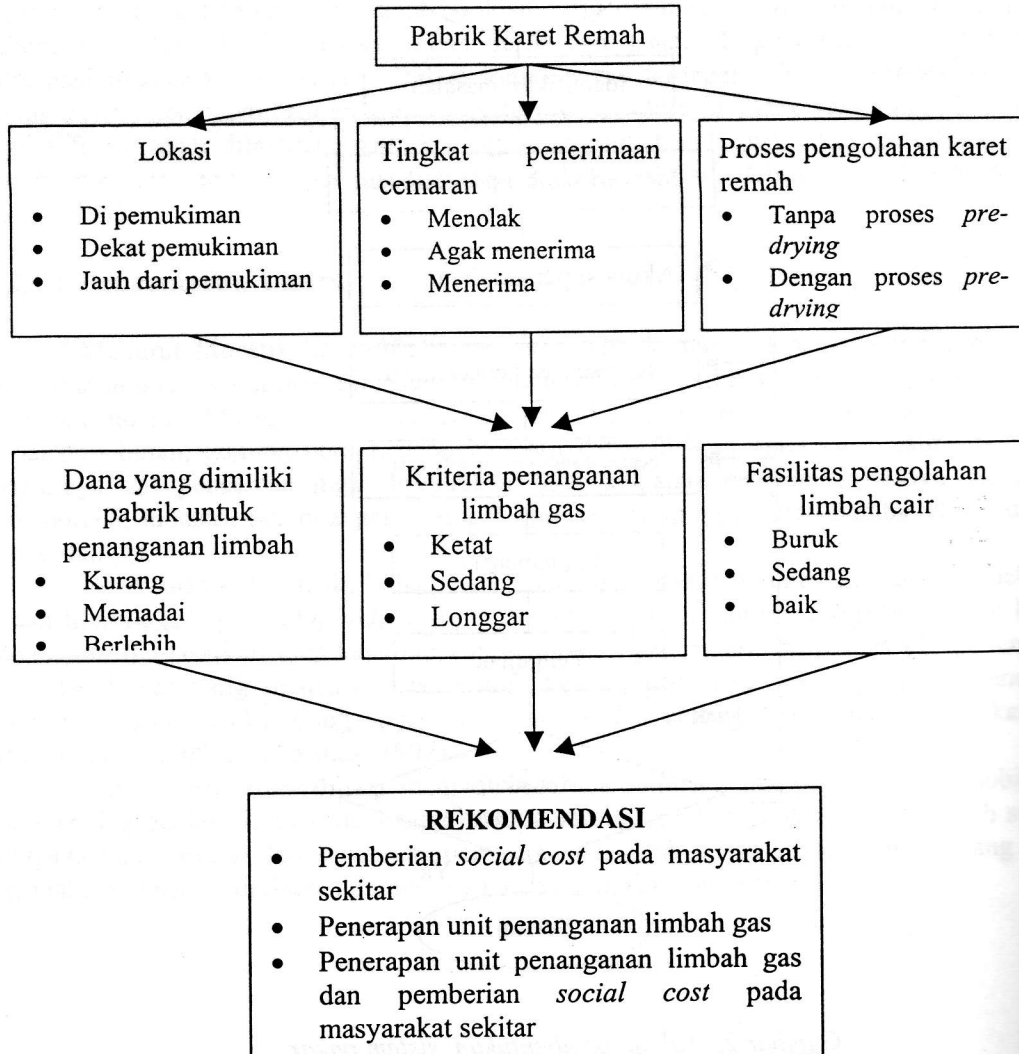 Pabrik Karet Remah
Lokasi
• Di pemukiman
• Dekat pemukiman
• Jauh dari pemukiman
Tingkat penerimaan
cemaran
• Menolak
• Agak menerima
• Menerima
Proses pengolahan karet
remah
• Tanpa proses pre-
drying
• Dengan proses pre-
drying
Dana yang dimiliki
pabrik untuk
penanganan limbah
• Kurang
• Memadai
• Berlebih
Kriteria penanganan
limbah gas
• Ketat
• Sedang
• Longgar
Fasilitas pengolahan
limbah cair
• Buruk
• Sedang
• baik
REKOMENDASI
• Pemberian social cost pada masyarakat
sekitar
• Penerapan unit penanganan limbah gas
• Penerapan unit penanganan limbah gas
dan pemberian social cost pada
masyarakat sekitar